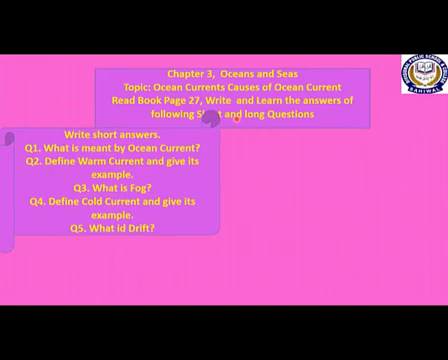 Chapter 3, Oceans and Seas
Topic: Ocean Currents Causes of Ocean Current
Read Book Page 27, Write and Learn the answers of
following and long Questions
Write short answers.
Q1. What is meant by Ocean Current?
Q2. Define Warm Current and give its
example.
Q3. What is Fog?
Q4. Define Cold Current and give its
example.
Q5. What id Drift?
SAHIWAL